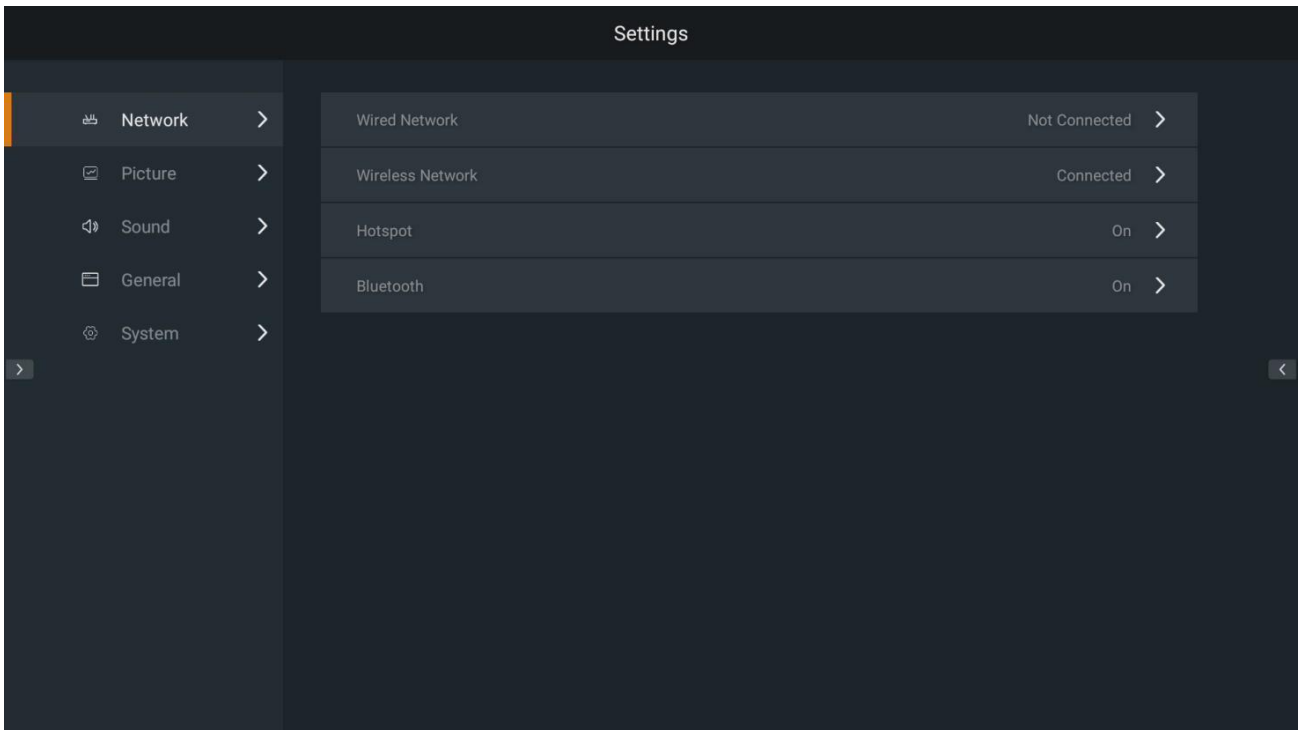 Settings
Network
Picture
Sound
General
System
Wired Network Not Connected
Wireless Network Connected
Hotspot On
Bluetooth On